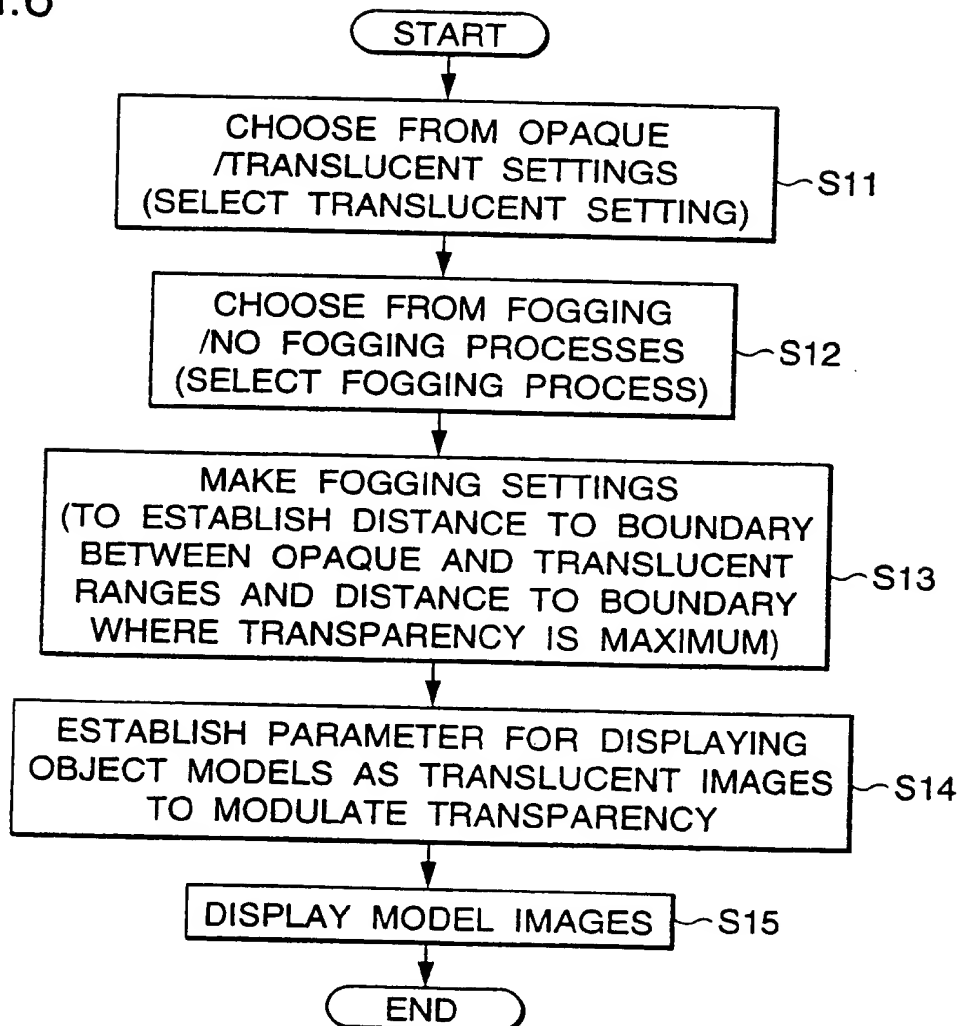 START
CHOOSE FROM OPAQUE
/TRANSLUCENT SETTINGS
(SELECT TRANSLUCENT SETTING)
S11
CHOOSE FROM FOGGING
/NO FOGGING PROCESSES
(SELECT FOGGING PROCESS)
S12
MAKE FOGGING SETTINGS
(TO ESTABLISH DISTANCE TO BOUNDARY
BETWEEN OPAQUE AND TRANSLUCENT
RANGES AND DISTANCE TO BOUNDARY
WHERE TRANSPARENCY IS MAXIMUM)
S13
ESTABLISH PARAMETER FOR DISPLAYING
OBJECT MODELS AS TRANSLUCENT IMAGES
TO MODULATE TRANSPARENCY
S14
DISPLAY MODEL IMAGES
S15
END